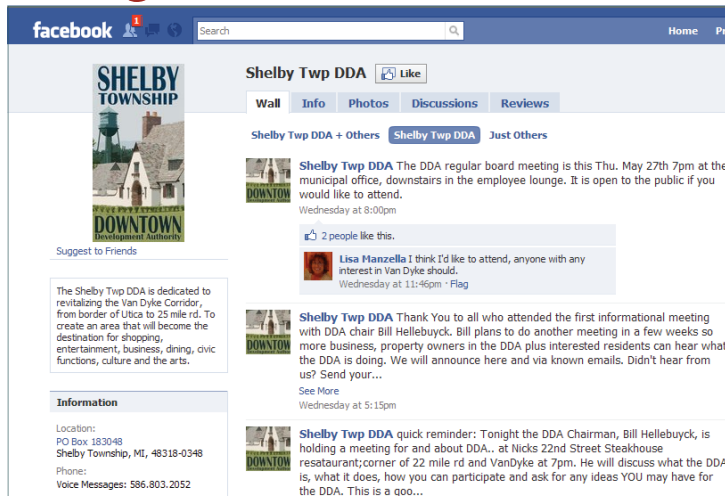 facebook
1
Search
Home
SHELBY
TOWNSHIP
DOWNTOWN
Development Authority
Suggest to Friends
The Shelby Twp DDA is dedicated to
revitalizing the Van Dyke Corridor,
from border of Utica to 25 mile rd. To
create an area that will become the
destination for shopping,
entertainment, business, dining, civic
functions, culture and the arts.
Information
Location:
PO Box 183048
Shelby Township, MI, 48318-0348
Phone:
Voice Messages: 586.803.2052
Shelby Twp DDA Like
Wall Info Photos Discussions Reviews
Shelby Twp DDA + Others Shelby Twp DDA Just Others
Shelby Twp DDA The DDA regular board meeting is this Thu. May 27th 7pm at the
municipal office, downstairs in the employee lounge. It is open to the public if you
would like to attend.
Wednesday at 8:00pm
2 people like this.
Lisa Manzella I think I'd like to attend, anyone with any
interest in Van Dyke should.
Wednesday at 11:46pm · Flag
Shelby Twp DDA Thank You to all who attended the first informational meeting
with DDA chair Bill Hellebuyck. Bill plans to do another meeting in a few weeks so
more business, property owners in the DDA plus interested residents can hear what
the DDA is doing. We will announce here and via known emails. Didn't hear from
us? Send your...
See More
Wednesday at 5:15pm
Shelby Twp DDA quick reminder: Tonight the DDA Chairman, Bill Hellebuyck, is
holding a meeting for and about DDA.. at Nicks 22nd Street Steakhouse
resataurant;corner of 22 mile rd and VanDyke at 7pm. He will discuss what the DDA
is, what it does, how you can participate and ask for any ideas YOU may have for
the DDA. This is a goo...